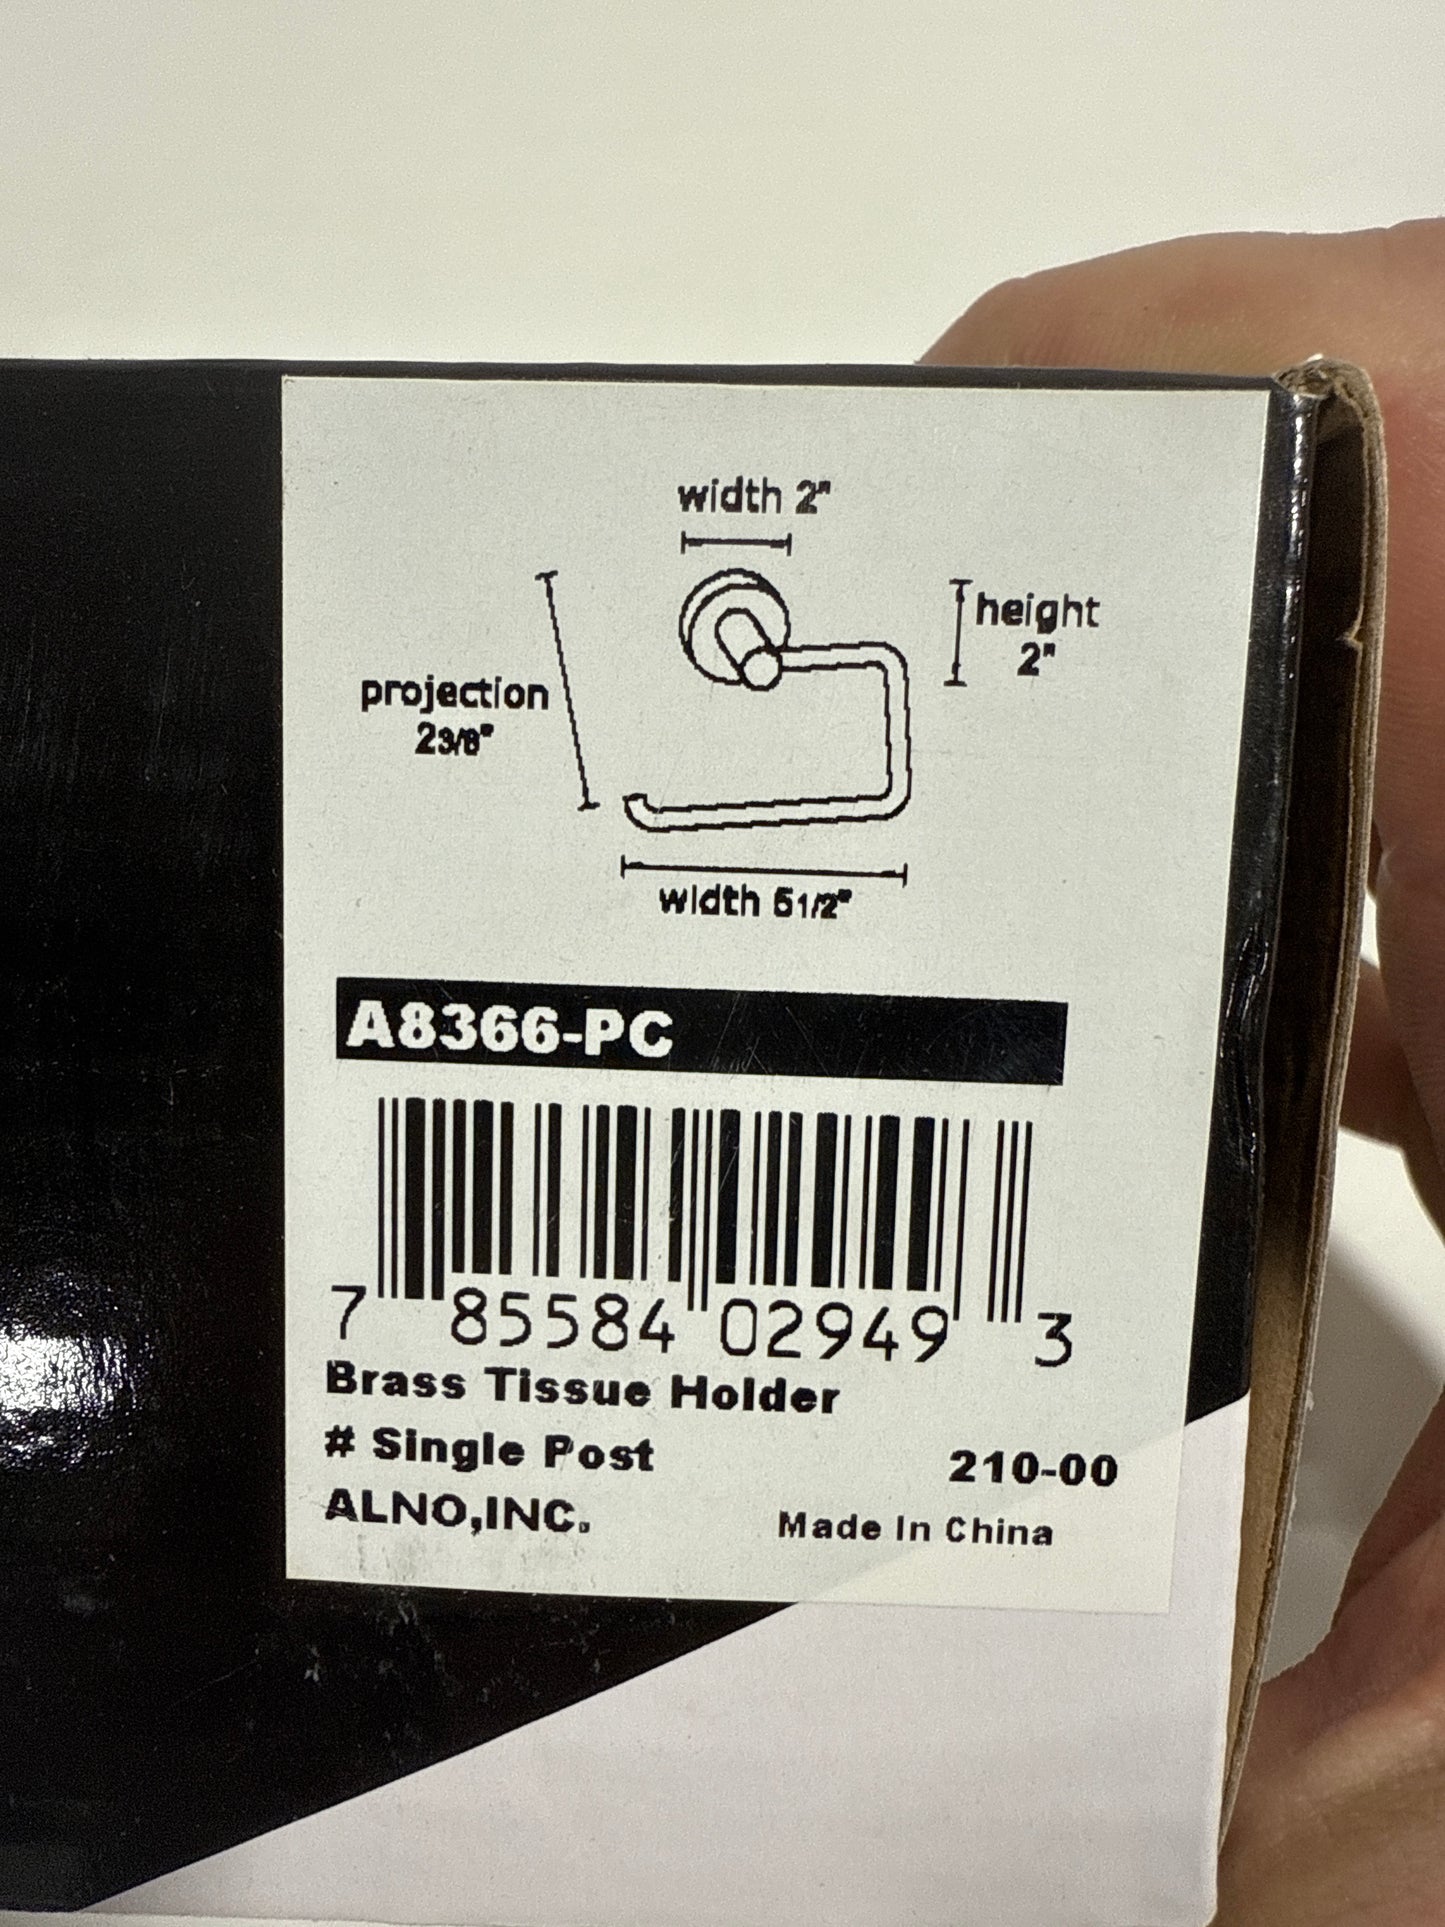 width 2"
height
2"
projection
2 3/8"
width 5 1/2"
A8366-PC
7 85584 02949 3
Brass Tissue Holder
# Single Post
210-00
ALNO,INC.
Made In China